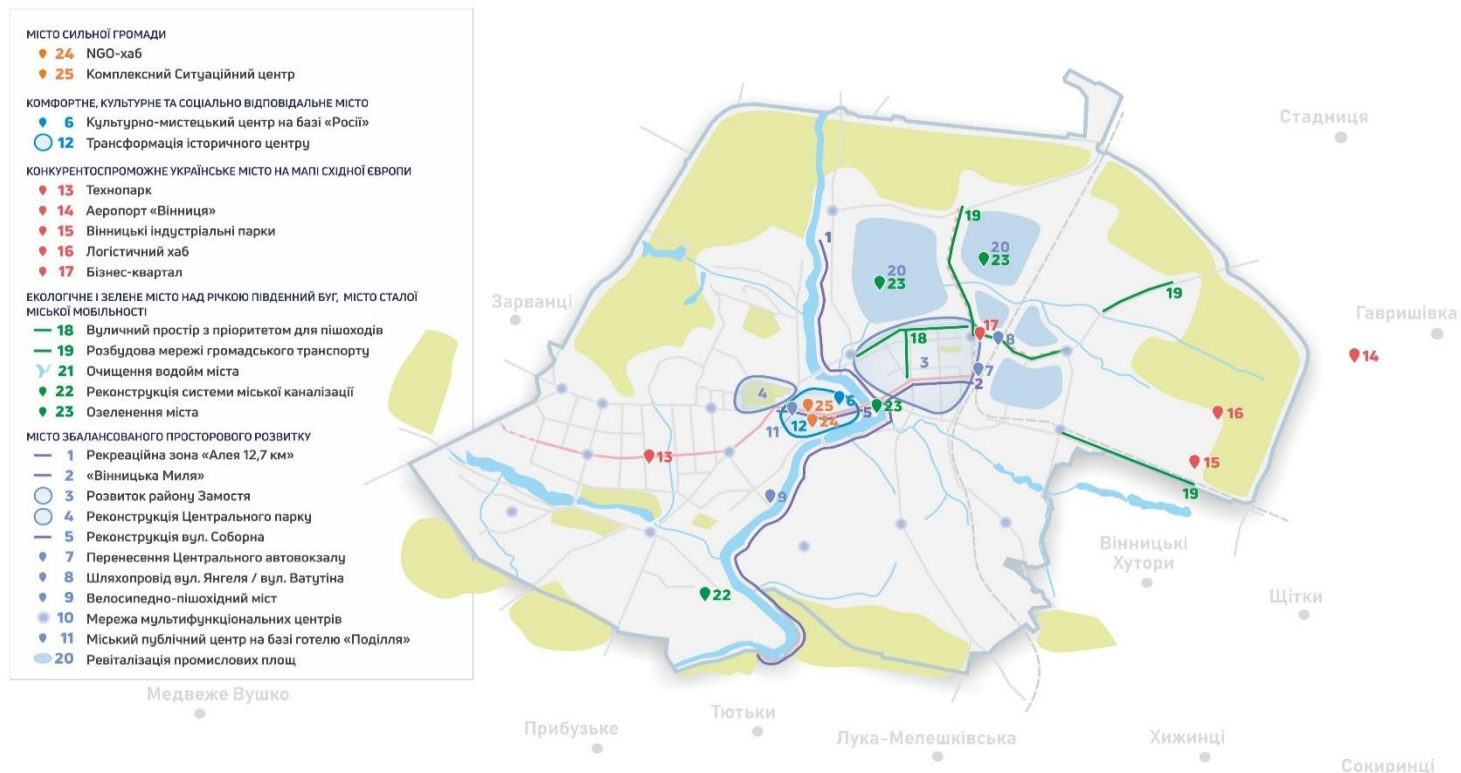 МІСТО СИЛЬНОЇ ГРОМАДИ
24 NGO-хаб
25 Комплексний Ситуаційний центр
КОМФОРТНЕ, КУЛЬТУРНЕ ТА СОЦІАЛЬНО ВІДПОВІДАЛЬНЕ МІСТО
6 Культурно-мистецький центр на базі «Росії»
12 Трансформація історичного центру
КОНКУРЕНТОСПРОМОЖНЕ УКРАЇНСЬКЕ МІСТО НА МАПІ СХІДНОЇ ЄВРОПИ
13 Технопарк
14 Аеропорт «Вінниця»
15 Вінницькі індустріальні парки
16 Логістичний хаб
17 Бізнес-квартал
ЕКОЛОГІЧНЕ І ЗЕЛЕНЕ МІСТО НАД РІЧКОЮ ПІВДЕННИЙ БУГ, МІСТО СТАЛОЇ
МІСЬКОЇ МОБІЛЬНОСТІ
18 Вуличний простір з пріоритетом для пішоходів
19 Розбудова мережі громадського транспорту
21 Очищення водойм міста
22 Реконструкція системи міської каналізації
23 Озеленення міста
МІСТО ЗБАЛАНСОВАНОГО ПРОСТОРОВОГО РОЗВИТКУ
1 Рекреаційна зона «Алея 12,7 км»
2 «Вінницька Миля»
3 Розвиток району Замостя
4 Реконструкція Центрального парку
5 Реконструкція вул. Соборна
7 Перенесення Центрального автовокзалу
8 Шляхопровід вул. Янгеля / вул. Ватутіна
9 Велосипедно-пішохідний міст
10 Мережа мультифункціональних центрів
11 Міський публічний центр на базі готелю «Поділля»
20 Ревіталізація промислових площ
Стадниця
19
1
20
23
20
23
19
Зарванці
Гавришівка
17
18
8
14
3
7
2
4
6
25
5
23
24
12
11
16
13
15
9
19
Вінницькі
Хутори
22
Щітки
Медвеже Вушко
Тютьки
Прибузьке
Лука-Мелешківська
Хижинці
Сокиринці